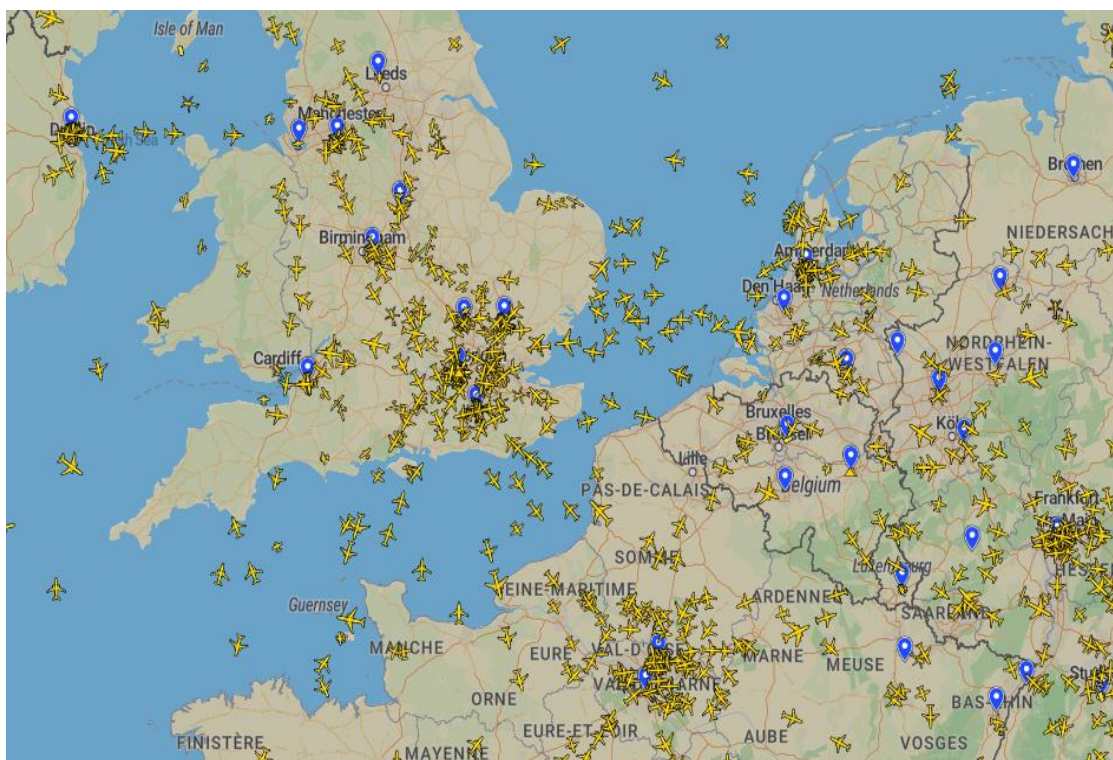 Isle of Man
Leeds
Manchester
Birmingham
Cardiff
Bremen
NIEDERSACH
Amsterdam
Den Haag
Netherlands
NORDRHEIN-
WESTFALEN
Köln
Bruxelles
Lille
Belgium
PAS-DE-CALAIS
Frankfurt
SOMME
Luxembourg
HESSEN
Guernsey
SEINE-MARITIME
ARDENNES
SAARLAND
MANCHE
EURE
VAL-D'OISE
MARNE
MEUSE
ORNE
BAS-RHIN
FINISTÈRE
EURE-ET-LOIR
AUBE
VOSGES
MAYENNE